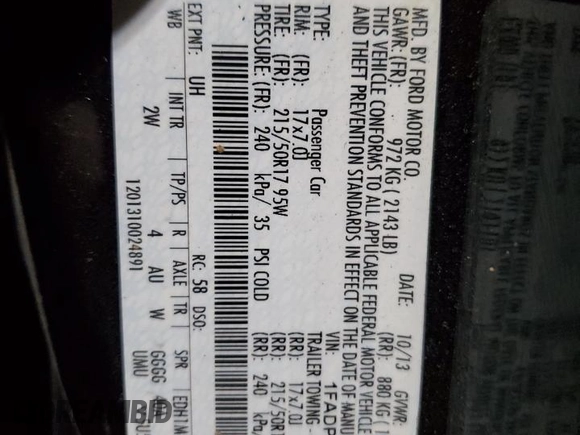 MFD. BY FORD MOTOR CO.
DATE: 10/13
GVWR:
GAWR: (FR): 972 KG ( 2143 LB)
(RR): 880 KG (
THIS VEHICLE CONFORMS TO ALL APPLICABLE FEDERAL MOTOR VEHICLE
AND THEFT PREVENTION STANDARDS IN EFFECT ON THE DATE OF MANU
VIN: 1FADP
TYPE: Passenger Car
TRAILER TOWING
RIM: (FR): 17x7.0J
(RR): 17x7.0J
TIRE: (FR): 215/50R17 95W
(RR): 215/50R
PRESSURE: (FR): 240 kPa/ 35 PSI COLD
(RR): 240 kPa
EXT PNT: UH
RC: 58 DSO:
WB INT TR TP/PS R AXLE TR SPR EDH1M
2W 4 AU W GGGG
1201310024891
UMU